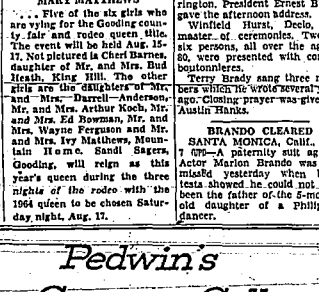 MARY MATTHEWS
. . . Five of the six girls who
are vying for the Gooding coun-
ty fair and rodeo queen title.
The event will be held Aug. 15-
17. Not pictured is Cheri Barnes,
daughter of Mr. and Mrs. Bud
Heath, King Hill. The other
girls are the daughters of Mr.
and Mrs. Darrell Anderson,
Mr. and Mrs. Arthur Koch, Mr.
and Mrs. Ed Bowman, Mr. and
Mrs. Wayne Ferguson and Mr.
and Mrs. Ivy Matthews, Moun-
tain Home. Sandi Sagers,
Gooding, will reign as this
year's queen during the three
nights of the rodeo with the
1964 queen to be chosen Satur-
day night, Aug. 17.
rington. President Ernest B
gave the afternoon address.
Winfield Hurst, Declo,
master of ceremonies. Tw
six persons, all over the ag
80, were presented with co
boutonnieres.
Terry Brady sang three n
bers which he wrote several y
ago. Closing prayer was give
Austin Hanks.
BRANDO CLEARED
SANTA MONICA, Calif.,
7 (UPI)—A paternity suit ag
Actor Marlon Brando was
missed yesterday when b
tests showed he could not
been the father of the 5-mo
old daughter of a Philip
dancer.
Pedwin's